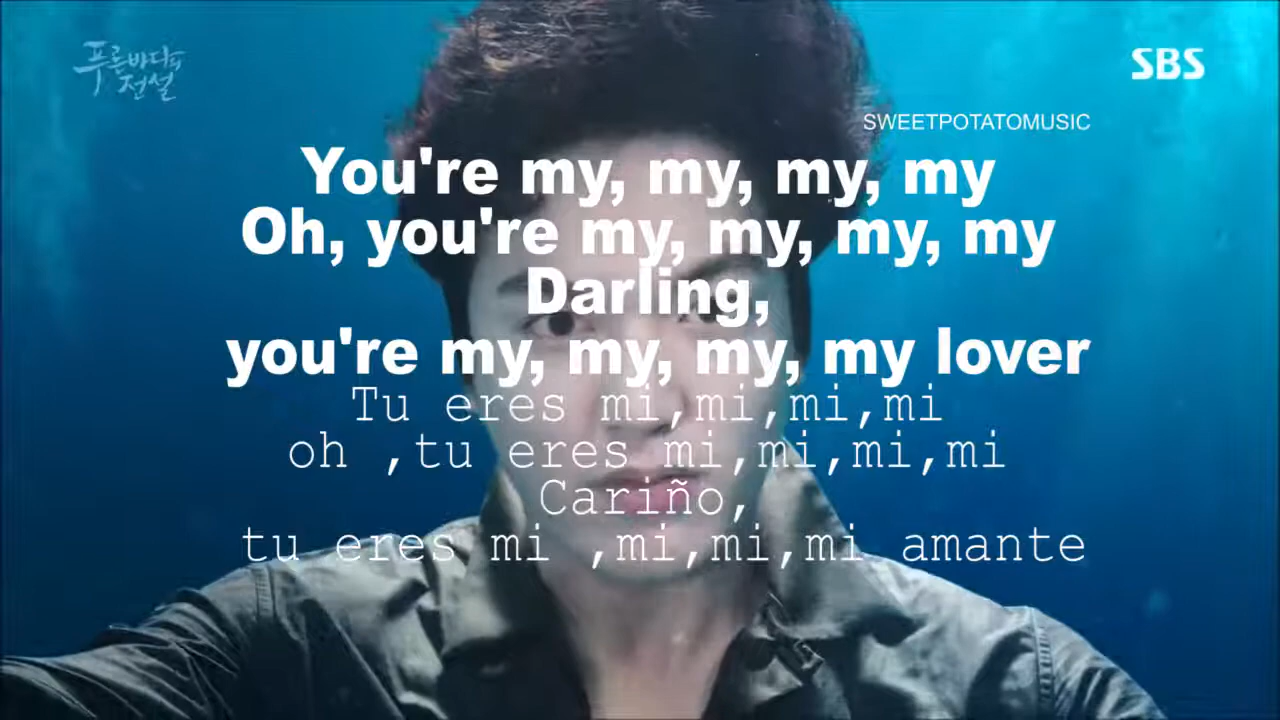 푸른바다의
전설
SBS
SWEETPOTATOMUSIC
You're my, my, my, my
Oh, you're my, my, my, my
Darling,
you're my, my, my, my lover
Tu eres mi,mi,mi,mi
oh ,tu eres mi,mi,mi,mi
Cariño,
tu eres mi ,mi,mi,mi amante